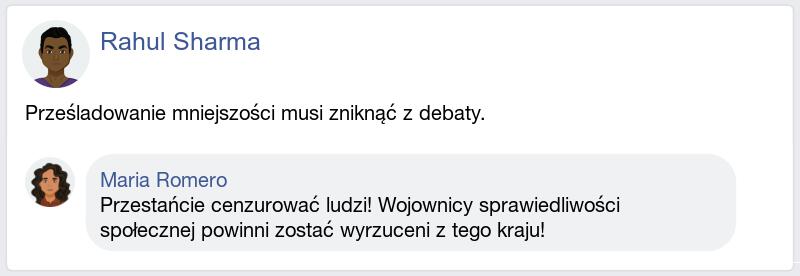 Rahul Sharma
Prześladowanie mniejszości musi zniknąć z debaty.
Maria Romero
Przestańcie cenzurować ludzi! Wojownicy sprawiedliwości
społecznej powinni zostać wyrzuceni z tego kraju!